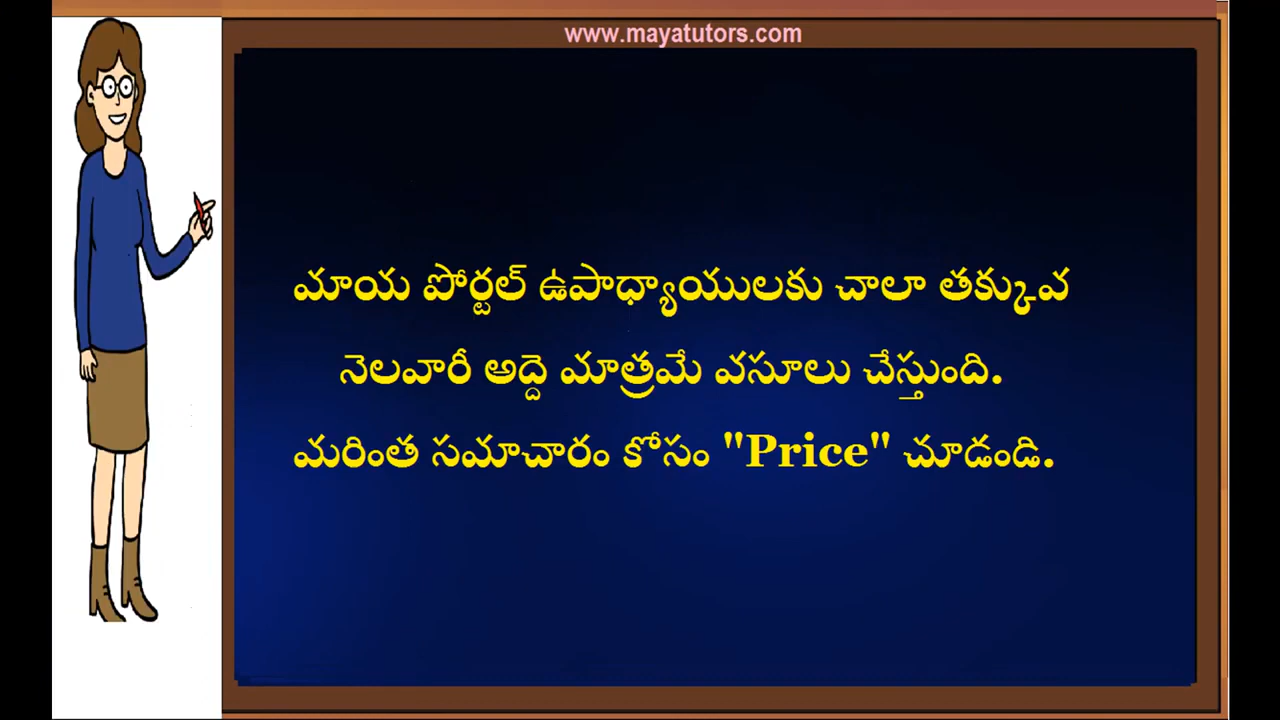 www.mayatutors.com
మాయ పోర్టల్ ఉపాధ్యాయులకు చాలా తక్కువ
నెలవారీ అద్దె మాత్రమే వసూలు చేస్తుంది.
మరింత సమాచారం కోసం "Price" చూడండి.